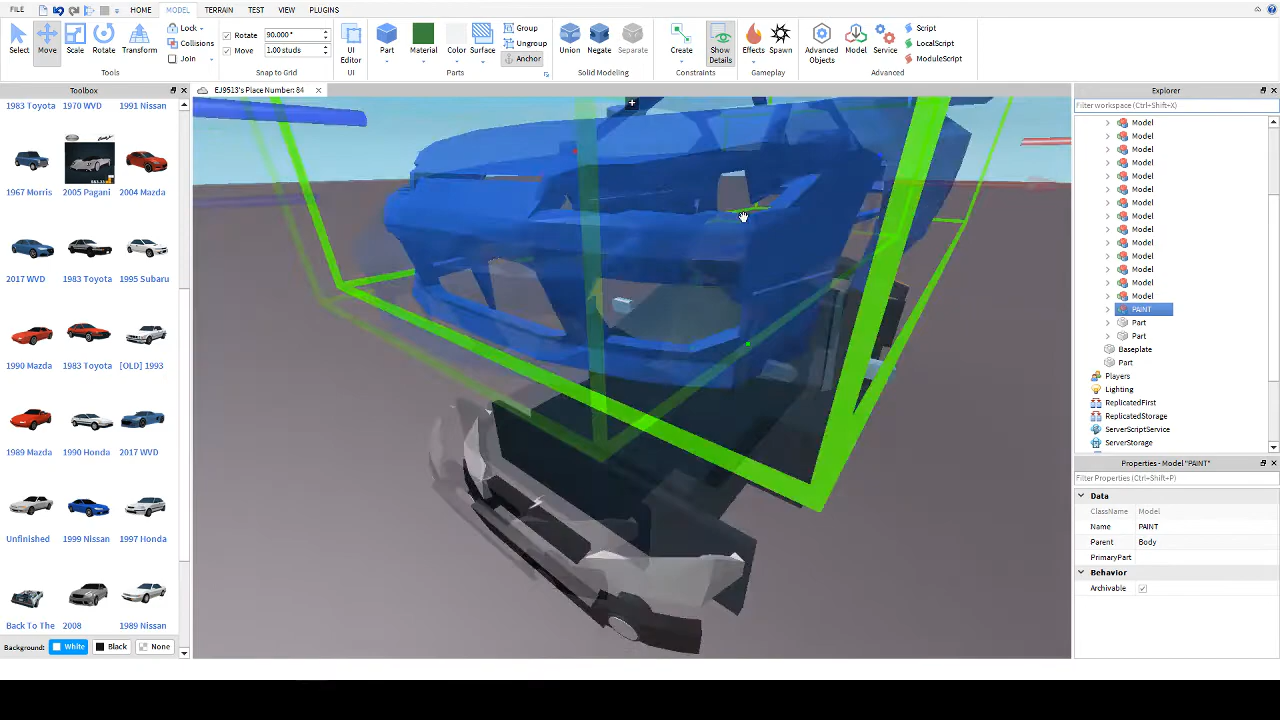 FILE HOME MODEL TERRAIN TEST VIEW PLUGINS
Select Move Scale Rotate Transform
Lock
Collisions
Join
Tools
Rotate 90.000°
Move 1.00 studs
Snap to Grid
UI Editor
UI
Part Material Color Surface
Group
Ungroup
Anchor
Parts
Union Negate Separate
Solid Modeling
Create Show Details
Constraints
Effects Spawn
Gameplay
Advanced Objects Model Service
Script
LocalScript
ModuleScript
Advanced
Toolbox
EJ9513's Place Number: 84
Explorer
Filter workspace (Ctrl+Shift+X)
1983 Toyota 1970 WVD 1991 Nissan
1967 Morris 2005 Pagani 2004 Mazda
2017 WVD 1983 Toyota 1995 Subaru
1990 Mazda 1983 Toyota [OLD] 1993
1989 Mazda 1990 Honda 2017 WVD
Unfinished 1999 Nissan 1997 Honda
Back To The 2008 1989 Nissan
Background: White Black None
Model
Model
Model
Model
Model
Model
Model
Model
Model
Model
Model
Model
Model
Model
PAINT
Part
Part
Baseplate
Part
Players
Lighting
ReplicatedFirst
ReplicatedStorage
ServerScriptService
ServerStorage
Properties - Model "PAINT"
Filter Properties (Ctrl+Shift+P)
Data
ClassName Model
Name PAINT
Parent Body
PrimaryPart
Behavior
Archivable